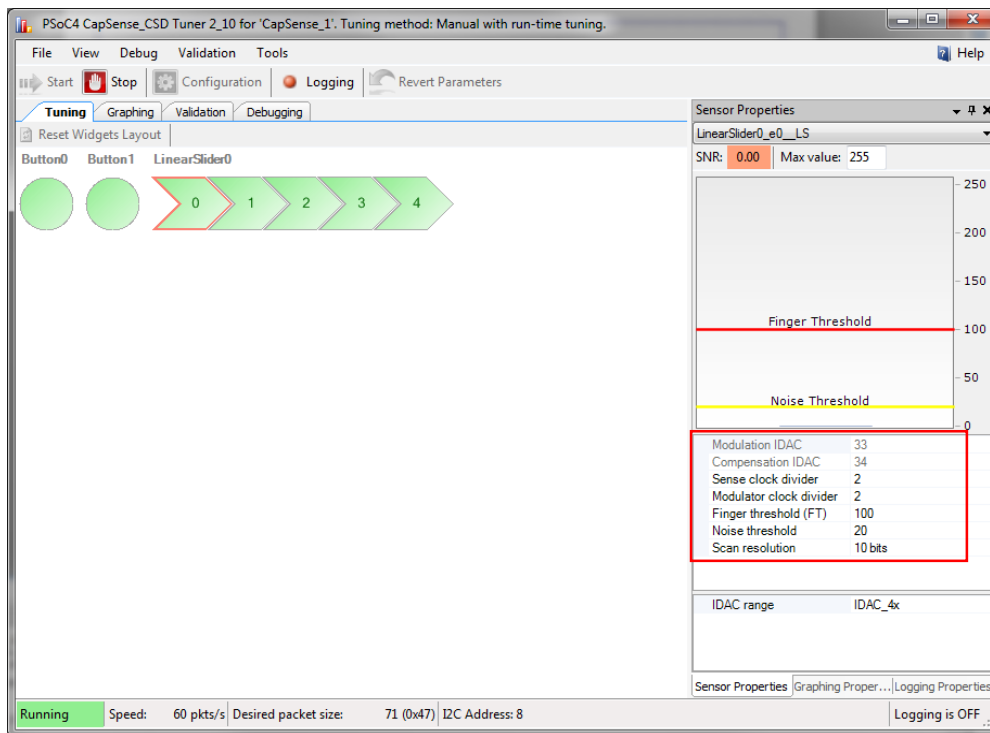 PSoC4 CapSense_CSD Tuner 2_10 for 'CapSense_1'. Tuning method: Manual with run-time tuning.
File View Debug Validation Tools Help
Start Stop Configuration Logging Revert Parameters
Tuning Graphing Validation Debugging
Reset Widgets Layout
Button0 Button1 LinearSlider0
0 1 2 3 4
Sensor Properties
LinearSlider0_e0__LS
SNR: 0.00 Max value: 255
250
200
150
Finger Threshold
100
50
Noise Threshold
0
Modulation IDAC 33
Compensation IDAC 34
Sense clock divider 2
Modulator clock divider 2
Finger threshold (FT) 100
Noise threshold 20
Scan resolution 10 bits
IDAC range IDAC_4x
Sensor Properties Graphing Proper... Logging Properties
Running Speed: 60 pkts/s Desired packet size: 71 (0x47) I2C Address: 8 Logging is OFF